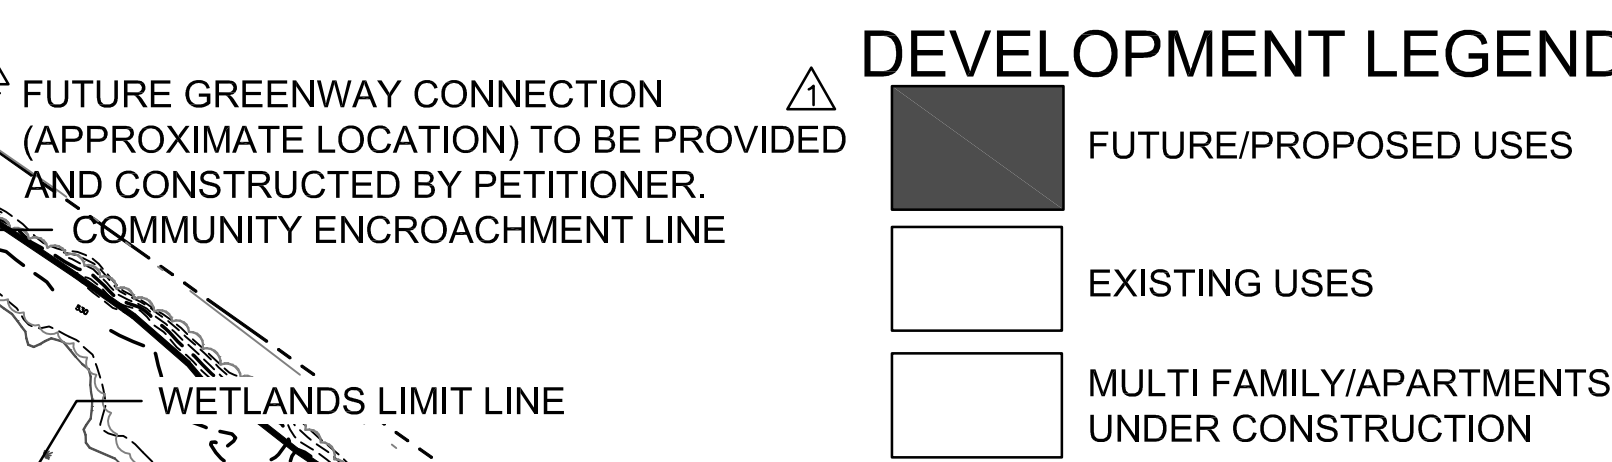 FUTURE GREENWAY CONNECTION
(APPROXIMATE LOCATION) TO BE PROVIDED
AND CONSTRUCTED BY PETITIONER.
COMMUNITY ENCROACHMENT LINE
530
WETLANDS LIMIT LINE
1
DEVELOPMENT LEGEND
FUTURE/PROPOSED USES
EXISTING USES
MULTI FAMILY/APARTMENTS
UNDER CONSTRUCTION